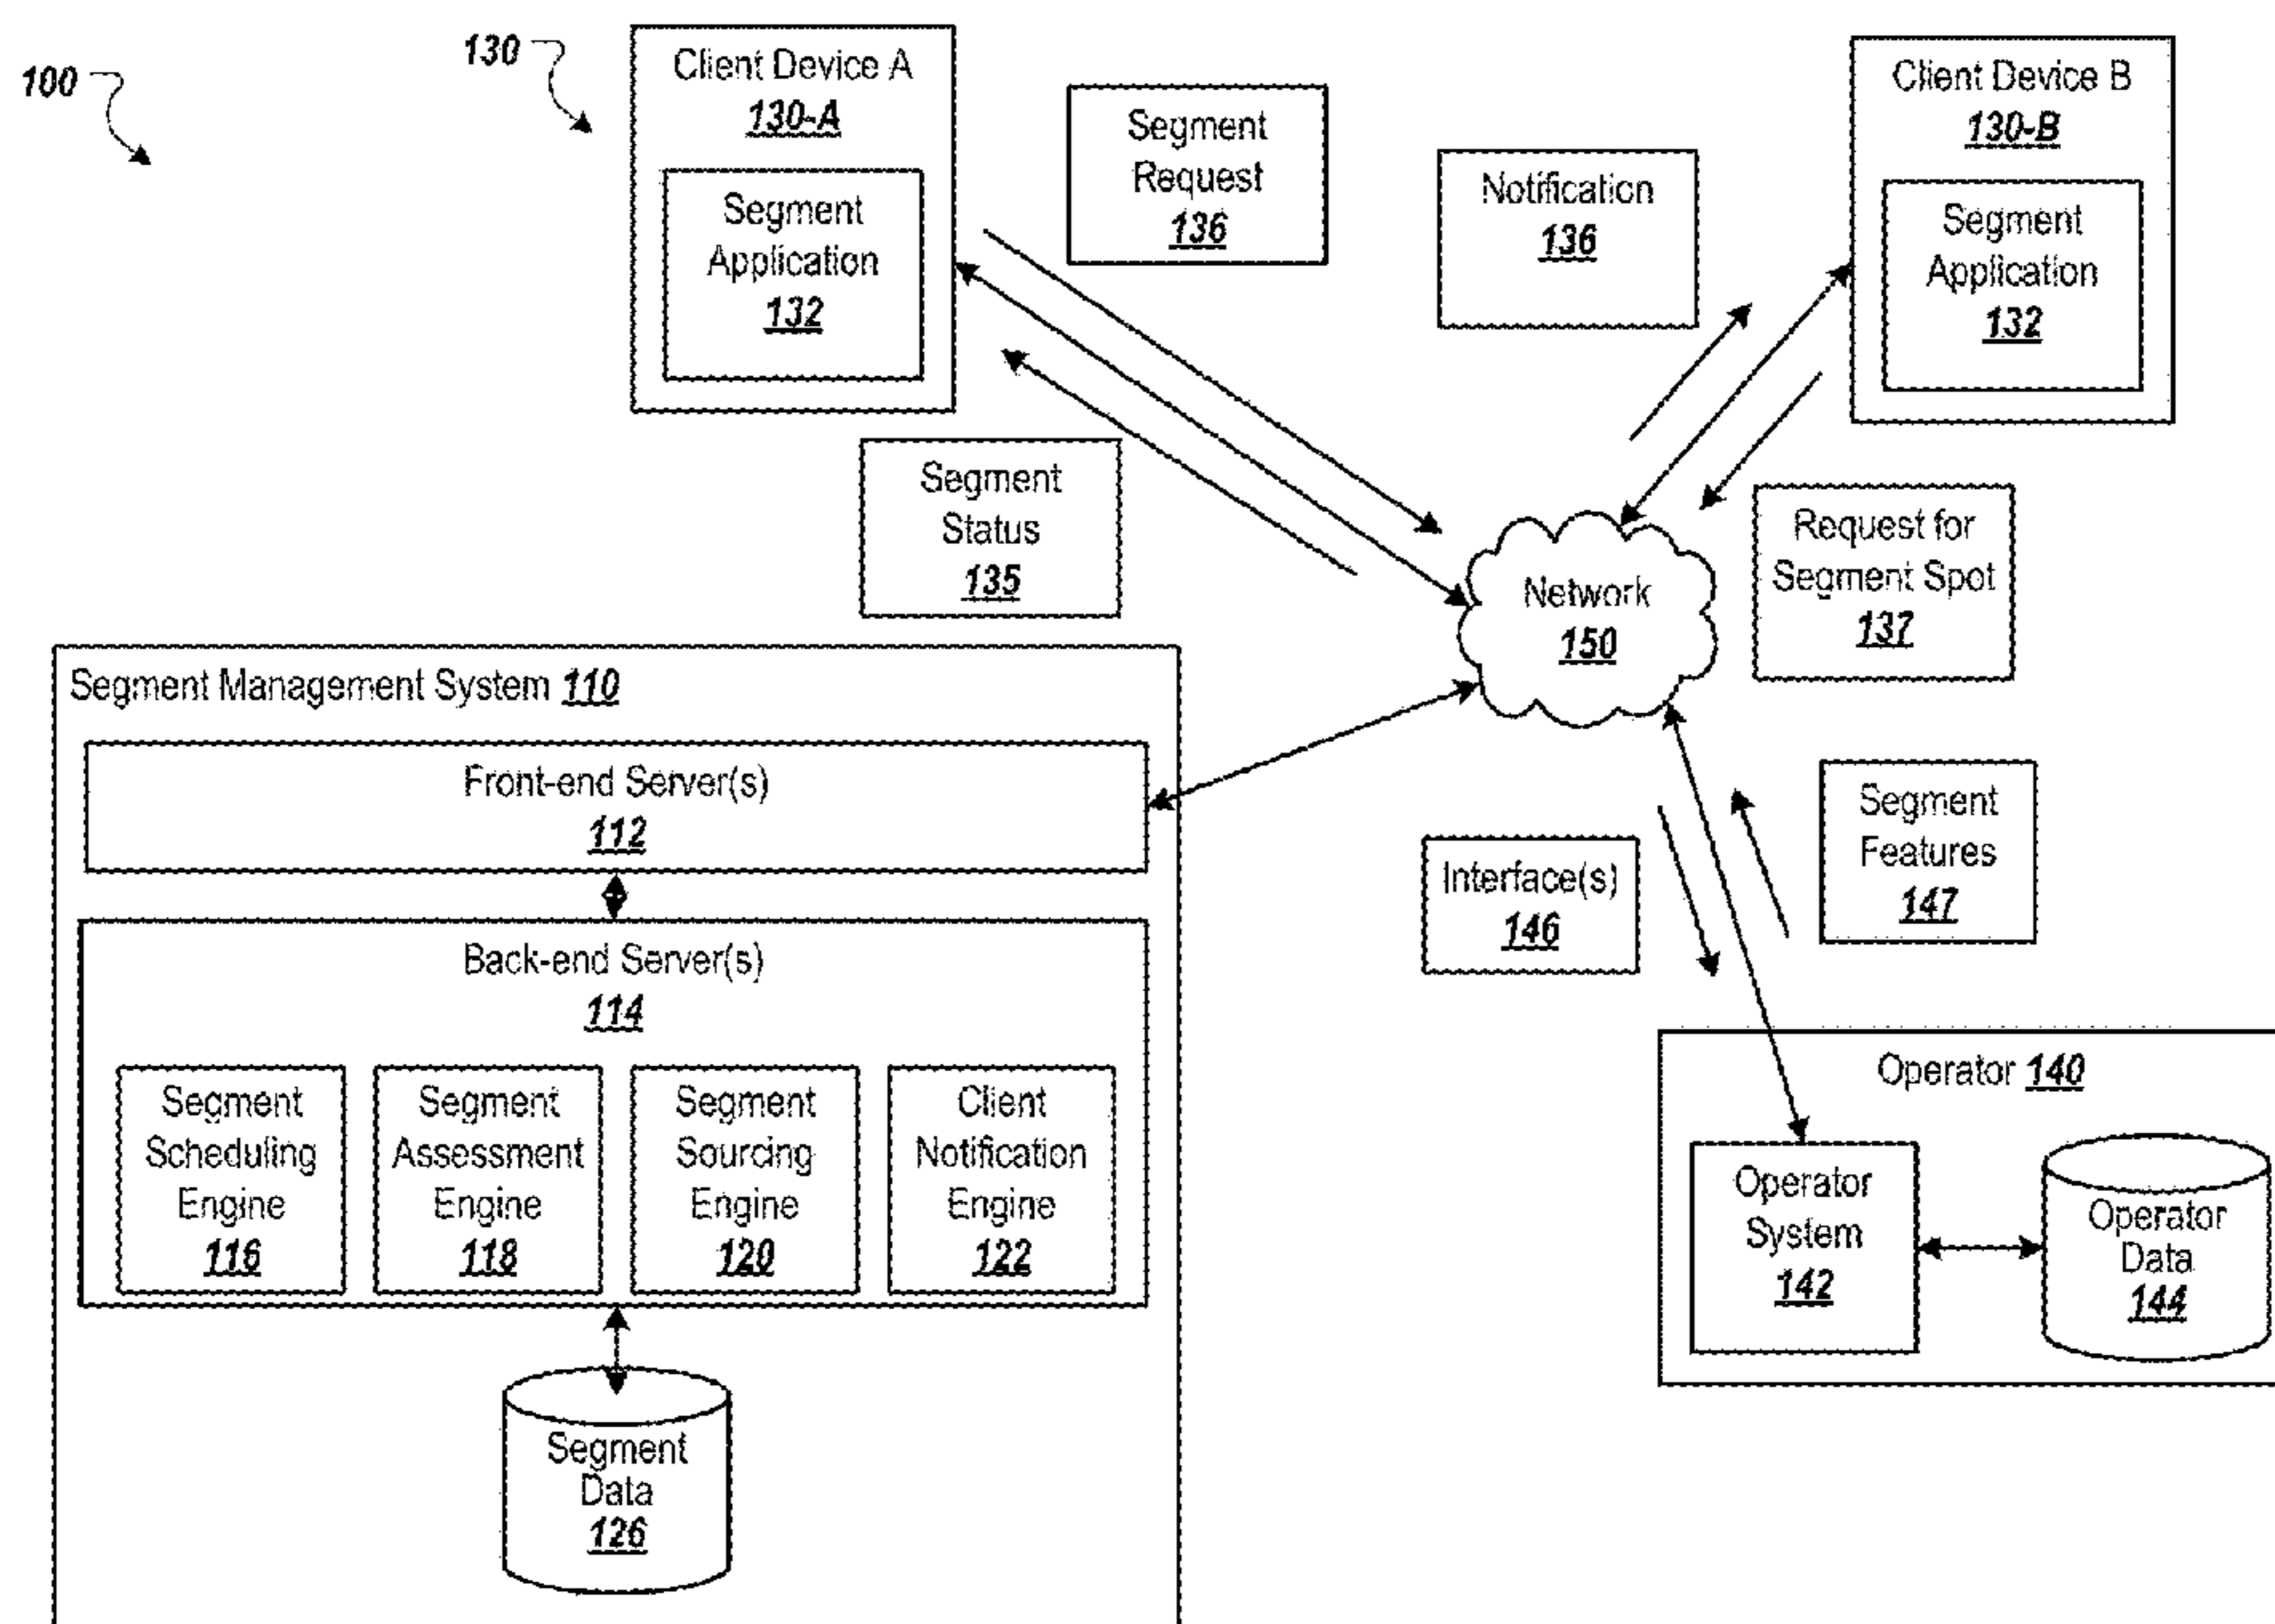 100
130
Client Device A
130-A
Segment
Application
132
Segment
Request
136
Notification
136
Client Device B
130-B
Segment
Application
132
Segment
Status
135
Network
150
Request for
Segment Spot
137
Segment Management System 110
Front-end Server(s)
112
Back-end Server(s)
114
Segment
Scheduling
Engine
116
Segment
Assessment
Engine
118
Segment
Sourcing
Engine
120
Client
Notification
Engine
122
Segment
Data
126
Interface(s)
146
Segment
Features
147
Operator 140
Operator
System
142
Operator
Data
144